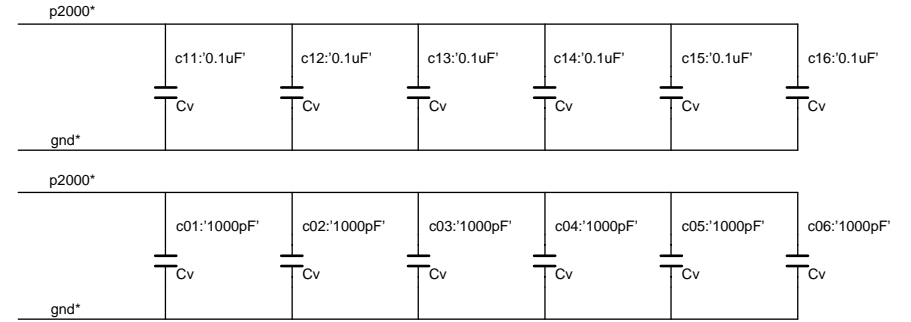 p2000*
c11:'0.1uF' c12:'0.1uF' c13:'0.1uF' c14:'0.1uF' c15:'0.1uF' c16:'0.1uF'
Cv Cv Cv Cv Cv Cv
gnd*
p2000*
c01:'1000pF' c02:'1000pF' c03:'1000pF' c04:'1000pF' c05:'1000pF' c06:'1000pF'
Cv Cv Cv Cv Cv Cv
gnd*